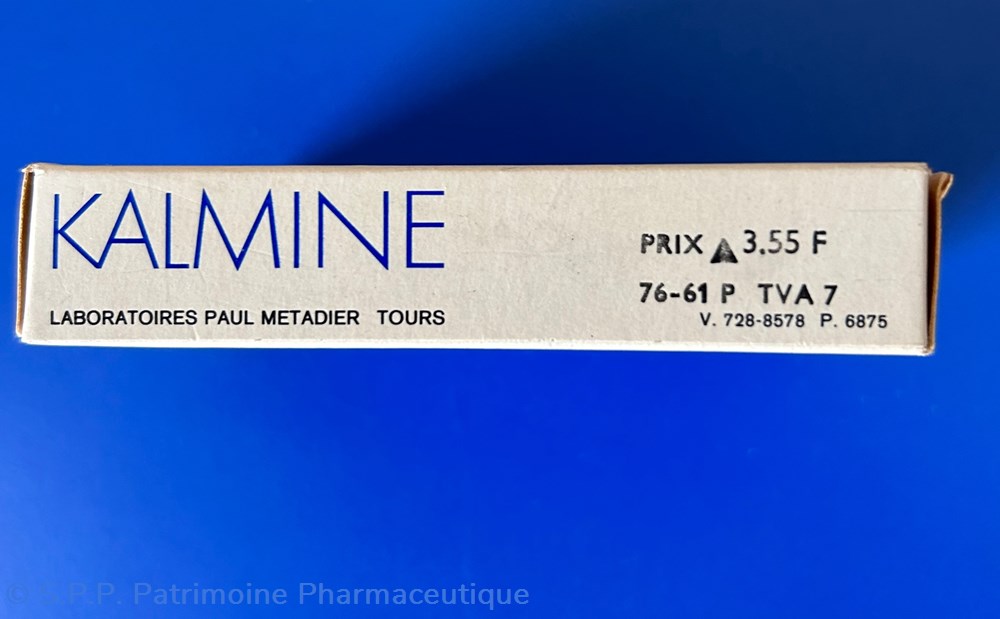 KALMINE
LABORATOIRES PAUL METADIER TOURS
PRIX ▲ 3.55 F
76-61 P TVA 7
V. 728-8578 P. 6875
© C.P.P. Patrimoine Pharmaceutique